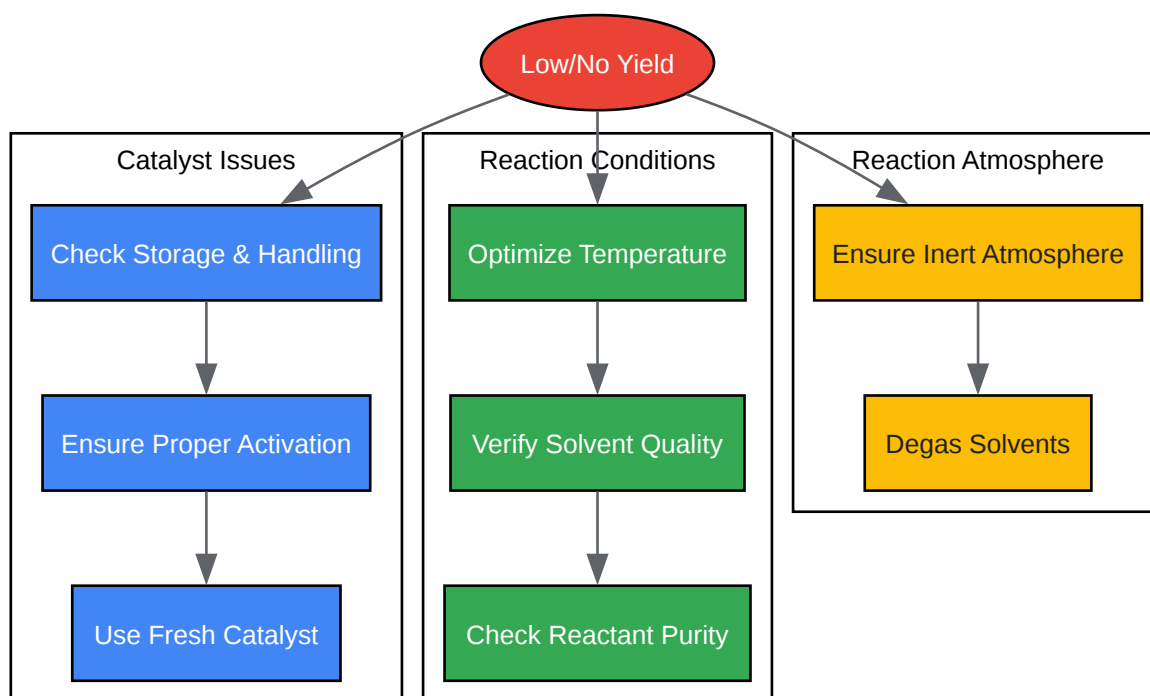 Low/No Yield
Catalyst Issues
Check Storage & Handling
Ensure Proper Activation
Use Fresh Catalyst
Reaction Conditions
Optimize Temperature
Verify Solvent Quality
Check Reactant Purity
Reaction Atmosphere
Ensure Inert Atmosphere
Degas Solvents